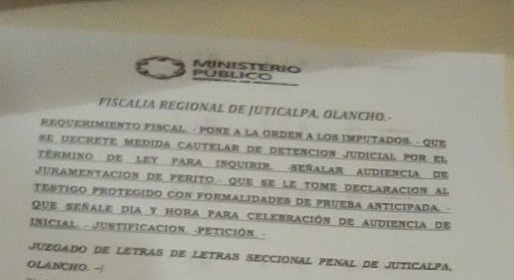 MINISTERIO
PÚBLICO
FISCALIA REGIONAL DE JUTICALPA, OLANCHO.-
REQUERIMIENTO FISCAL. - PONE A LA ORDEN A LOS IMPUTADOS. - QUE
SE DECRETE MEDIDA CAUTELAR DE DETENCION JUDICIAL POR EL
TÉRMINO DE LEY PARA INQUIRIR. -SEÑALAR AUDIENCIA DE
JURAMENTACION DE PERITO.- QUE SE LE TOME DECLARACION AL
TESTIGO PROTEGIDO CON FORMALIDADES DE PRUEBA ANTICIPADA. -
QUE SEÑALE DIA Y HORA PARA CELEBRACIÓN DE AUDIENCIA DE
INICIAL. - JUSTIFICACION. -PETICIÓN. -
JUZGADO DE LETRAS DE LETRAS SECCIONAL PENAL DE JUTICALPA,
OLANCHO. -/